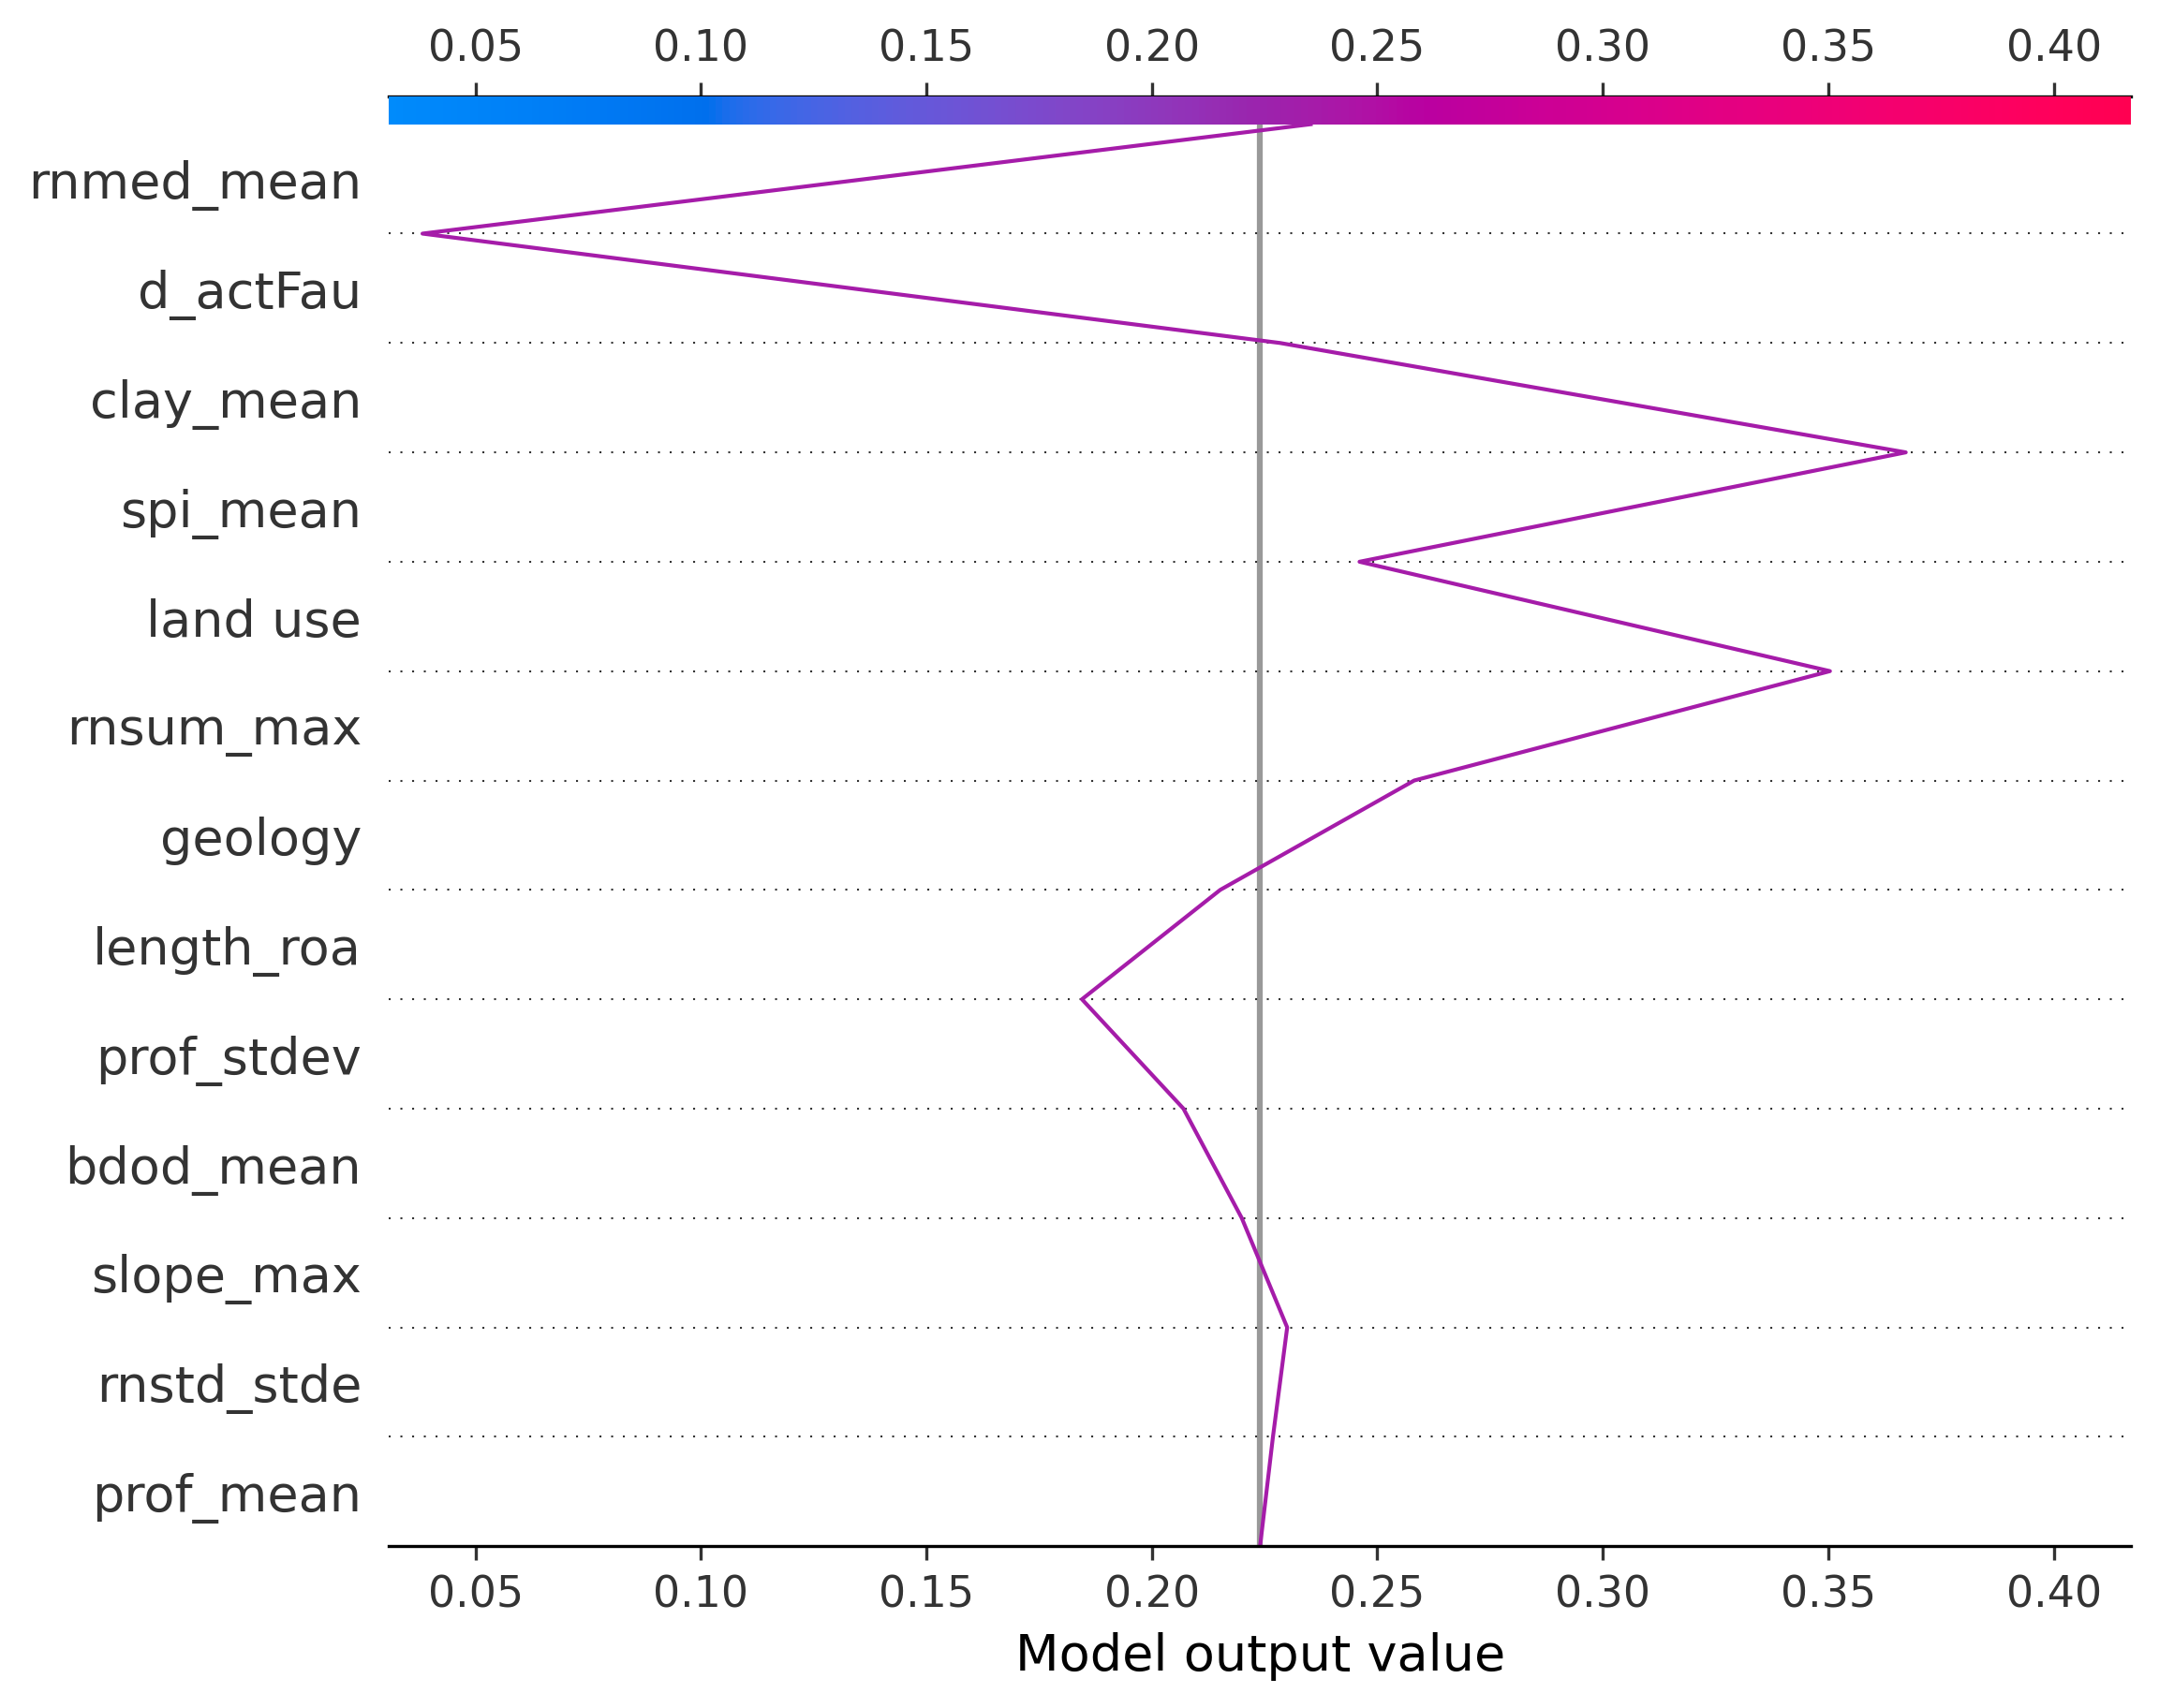 0.05 0.10 0.15 0.20 0.25 0.30 0.35 0.40
rnmed_mean
d_actFau
clay_mean
spi_mean
land use
rnsum_max
geology
length_roa
prof_stdev
bdod_mean
slope_max
rnstd_stde
prof_mean
0.05 0.10 0.15 0.20 0.25 0.30 0.35 0.40
Model output value